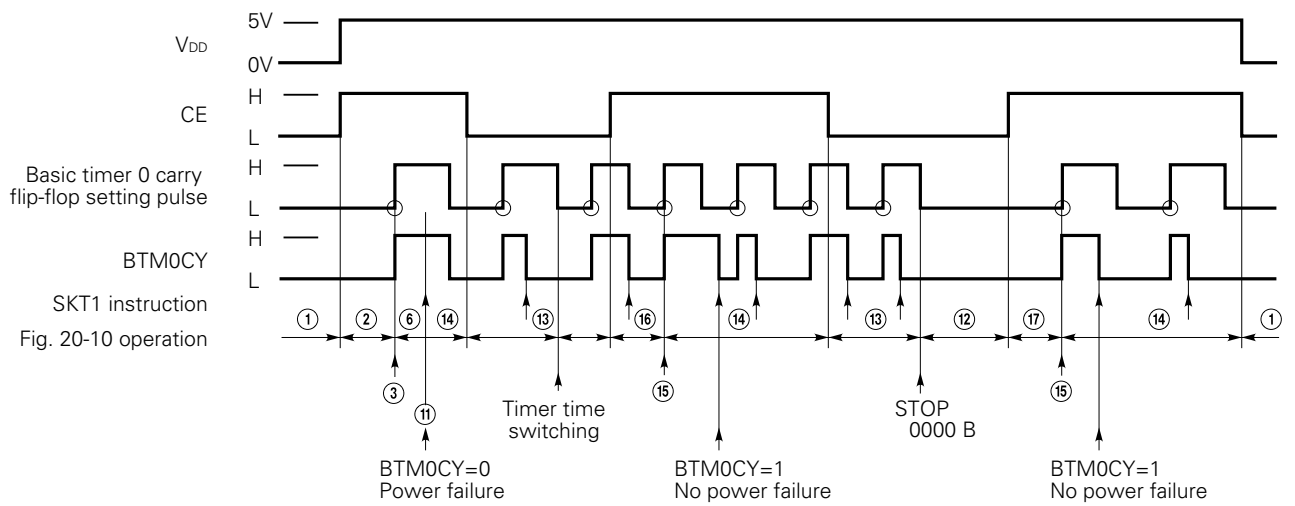 5V
VDD
0V
H
CE
L
H
Basic timer 0 carry
flip-flop setting pulse
L
H
BTM0CY
L
SKT1 instruction
① ② ⑥ ⑭ ⑬ ⑯ ⑭ ⑬ ⑫ ⑰ ⑭ ①
Fig. 20-10 operation
③ ⑮ ⑮
⑪
Timer time
switching
STOP
0000 B
BTM0CY=0
Power failure
BTM0CY=1
No power failure
BTM0CY=1
No power failure